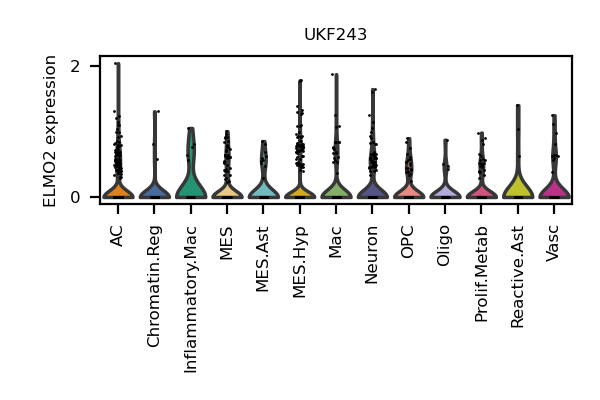 UKF243
ELMO2 expression
2
0
AC
Chromatin.Reg
Inflammatory.Mac
MES
MES.Ast
MES.Hyp
Mac
Neuron
OPC
Oligo
Prolif.Metab
Reactive.Ast
Vasc